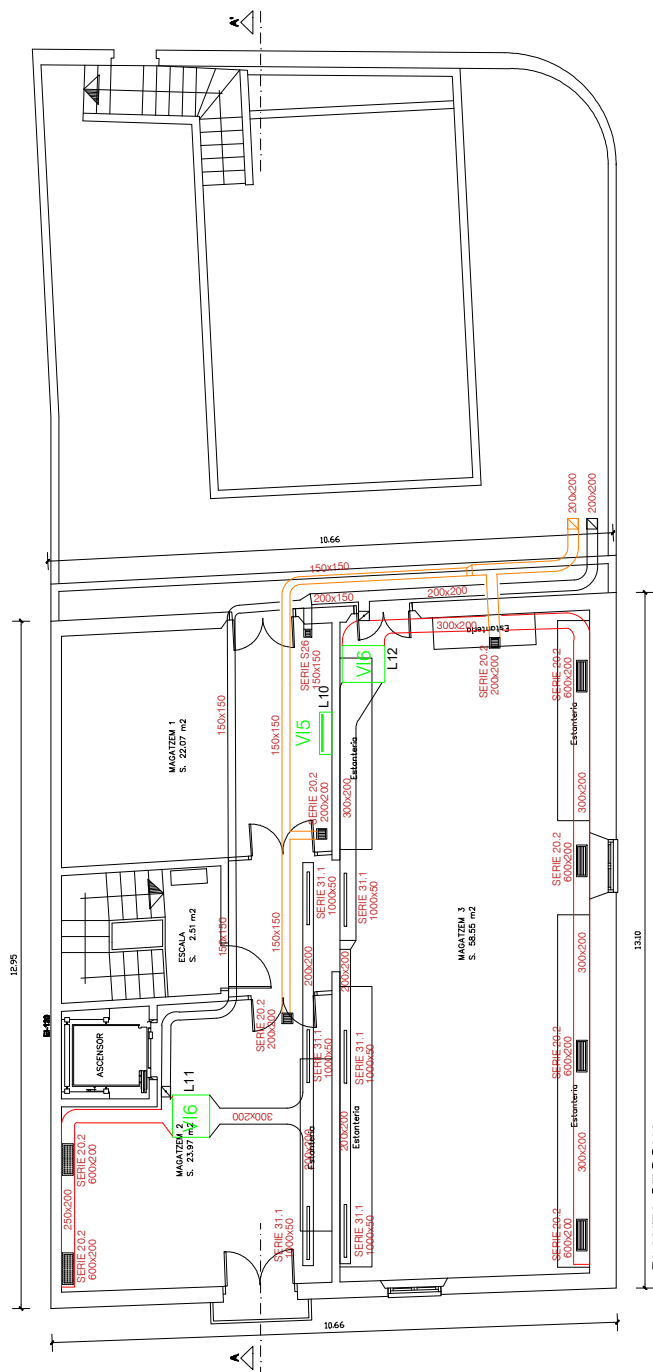 A'
10.66
200x200
200x200
150x150
200x150
200x200
300x200
Estanteria
12.95
13.10
MAGATZEM 1
S. 22.07 m2
150x150
150x150
SERIE S26
150x150
L10
VI5
VI6
L12
SERIE 20.2
200x200
SERIE 20.2
600x200
Estanteria
300x200
Estanteria
300x200
SERIE 20.2
200x200
SERIE 20.2
600x200
ESCALA
S. 2.51 m2
150x150
150x150
SERIE 31.1
1000x50
SERIE 31.1
1000x50
MAGATZEM 3
S. 58.55 m2
200x200
200x200
300x200
ASCENSOR
SERIE 20.2
200x200
SERIE 31.1
1000x50
SERIE 31.1
1000x50
SERIE 20.2
600x200
L11
VI6
300x200
MAGATZEM 2
S. 23.97 m2
200x200
Estanteria
200x200
Estanteria
Estanteria
300x200
SERIE 20.2
600x200
250x200
SERIE 20.2
600x200
SERIE 31.1
1000x50
SERIE 31.1
1000x50
SERIE 20.2
600x200
10.66
A